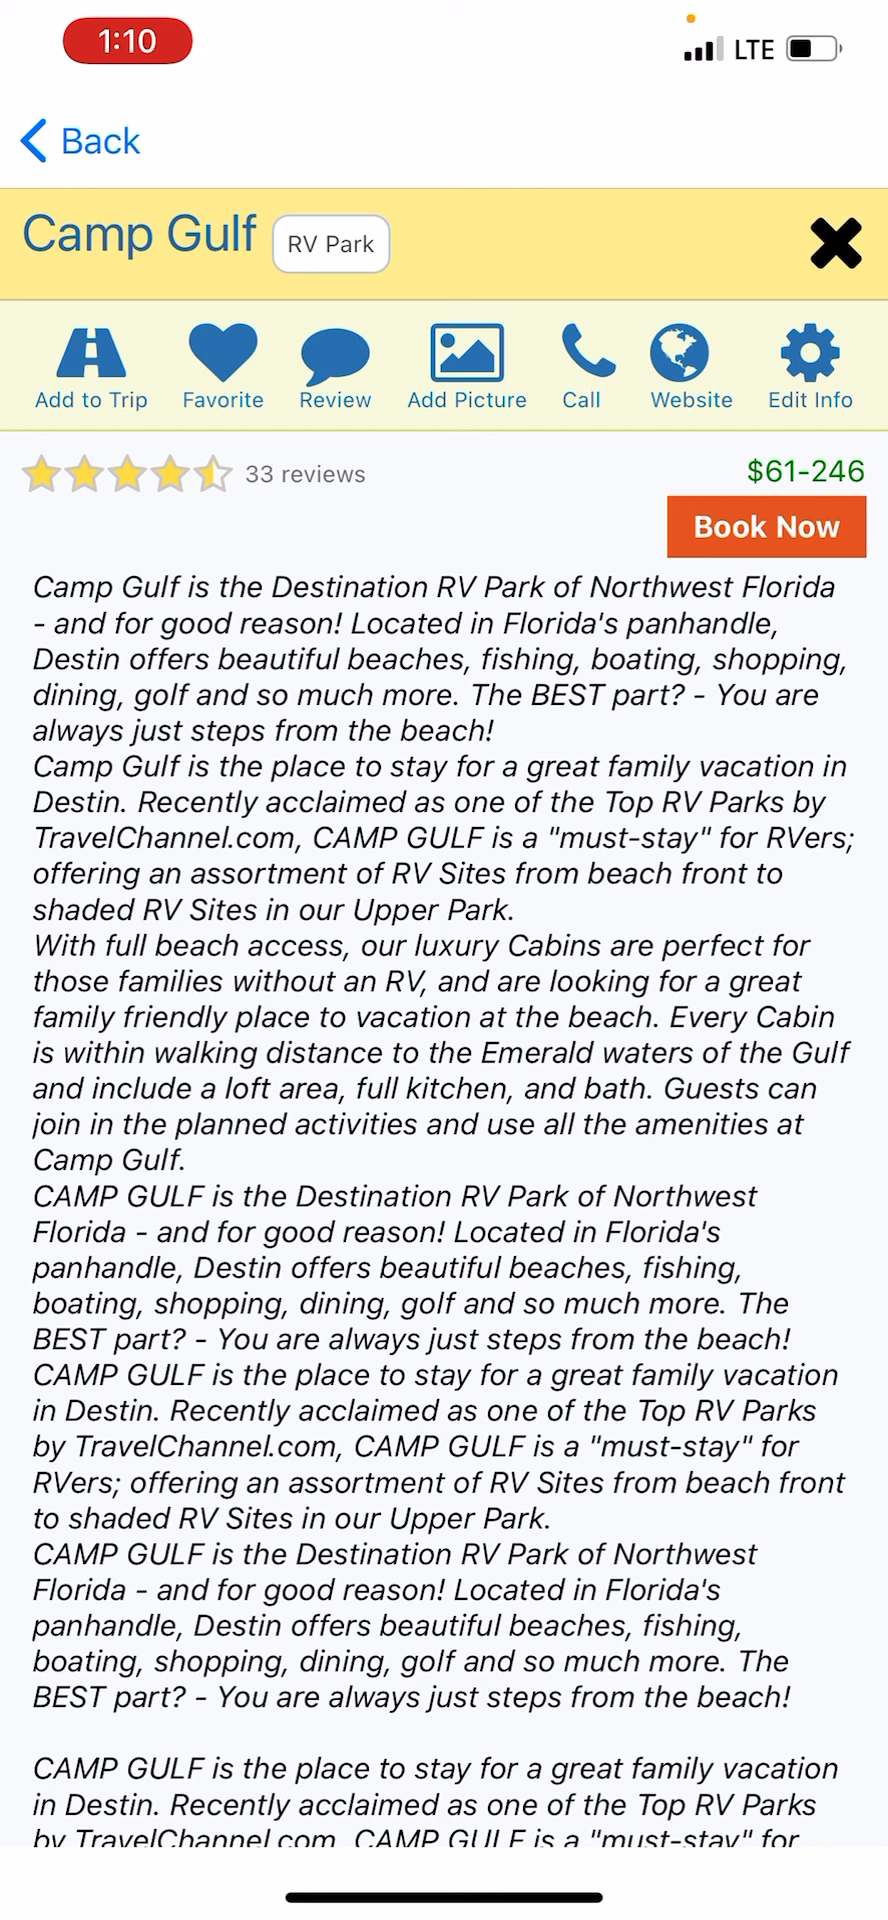 1:10
LTE
Back
Camp Gulf RV Park
Add to Trip Favorite Review Add Picture Call Website Edit Info
33 reviews $61-246
Book Now
Camp Gulf is the Destination RV Park of Northwest Florida
- and for good reason! Located in Florida's panhandle,
Destin offers beautiful beaches, fishing, boating, shopping,
dining, golf and so much more. The BEST part? - You are
always just steps from the beach!
Camp Gulf is the place to stay for a great family vacation in
Destin. Recently acclaimed as one of the Top RV Parks by
TravelChannel.com, CAMP GULF is a "must-stay" for RVers;
offering an assortment of RV Sites from beach front to
shaded RV Sites in our Upper Park.
With full beach access, our luxury Cabins are perfect for
those families without an RV, and are looking for a great
family friendly place to vacation at the beach. Every Cabin
is within walking distance to the Emerald waters of the Gulf
and include a loft area, full kitchen, and bath. Guests can
join in the planned activities and use all the amenities at
Camp Gulf.
CAMP GULF is the Destination RV Park of Northwest
Florida - and for good reason! Located in Florida's
panhandle, Destin offers beautiful beaches, fishing,
boating, shopping, dining, golf and so much more. The
BEST part? - You are always just steps from the beach!
CAMP GULF is the place to stay for a great family vacation
in Destin. Recently acclaimed as one of the Top RV Parks
by TravelChannel.com, CAMP GULF is a "must-stay" for
RVers; offering an assortment of RV Sites from beach front
to shaded RV Sites in our Upper Park.
CAMP GULF is the Destination RV Park of Northwest
Florida - and for good reason! Located in Florida's
panhandle, Destin offers beautiful beaches, fishing,
boating, shopping, dining, golf and so much more. The
BEST part? - You are always just steps from the beach!
CAMP GULF is the place to stay for a great family vacation
in Destin. Recently acclaimed as one of the Top RV Parks
by TravelChannel.com, CAMP GULF is a "must-stay" for